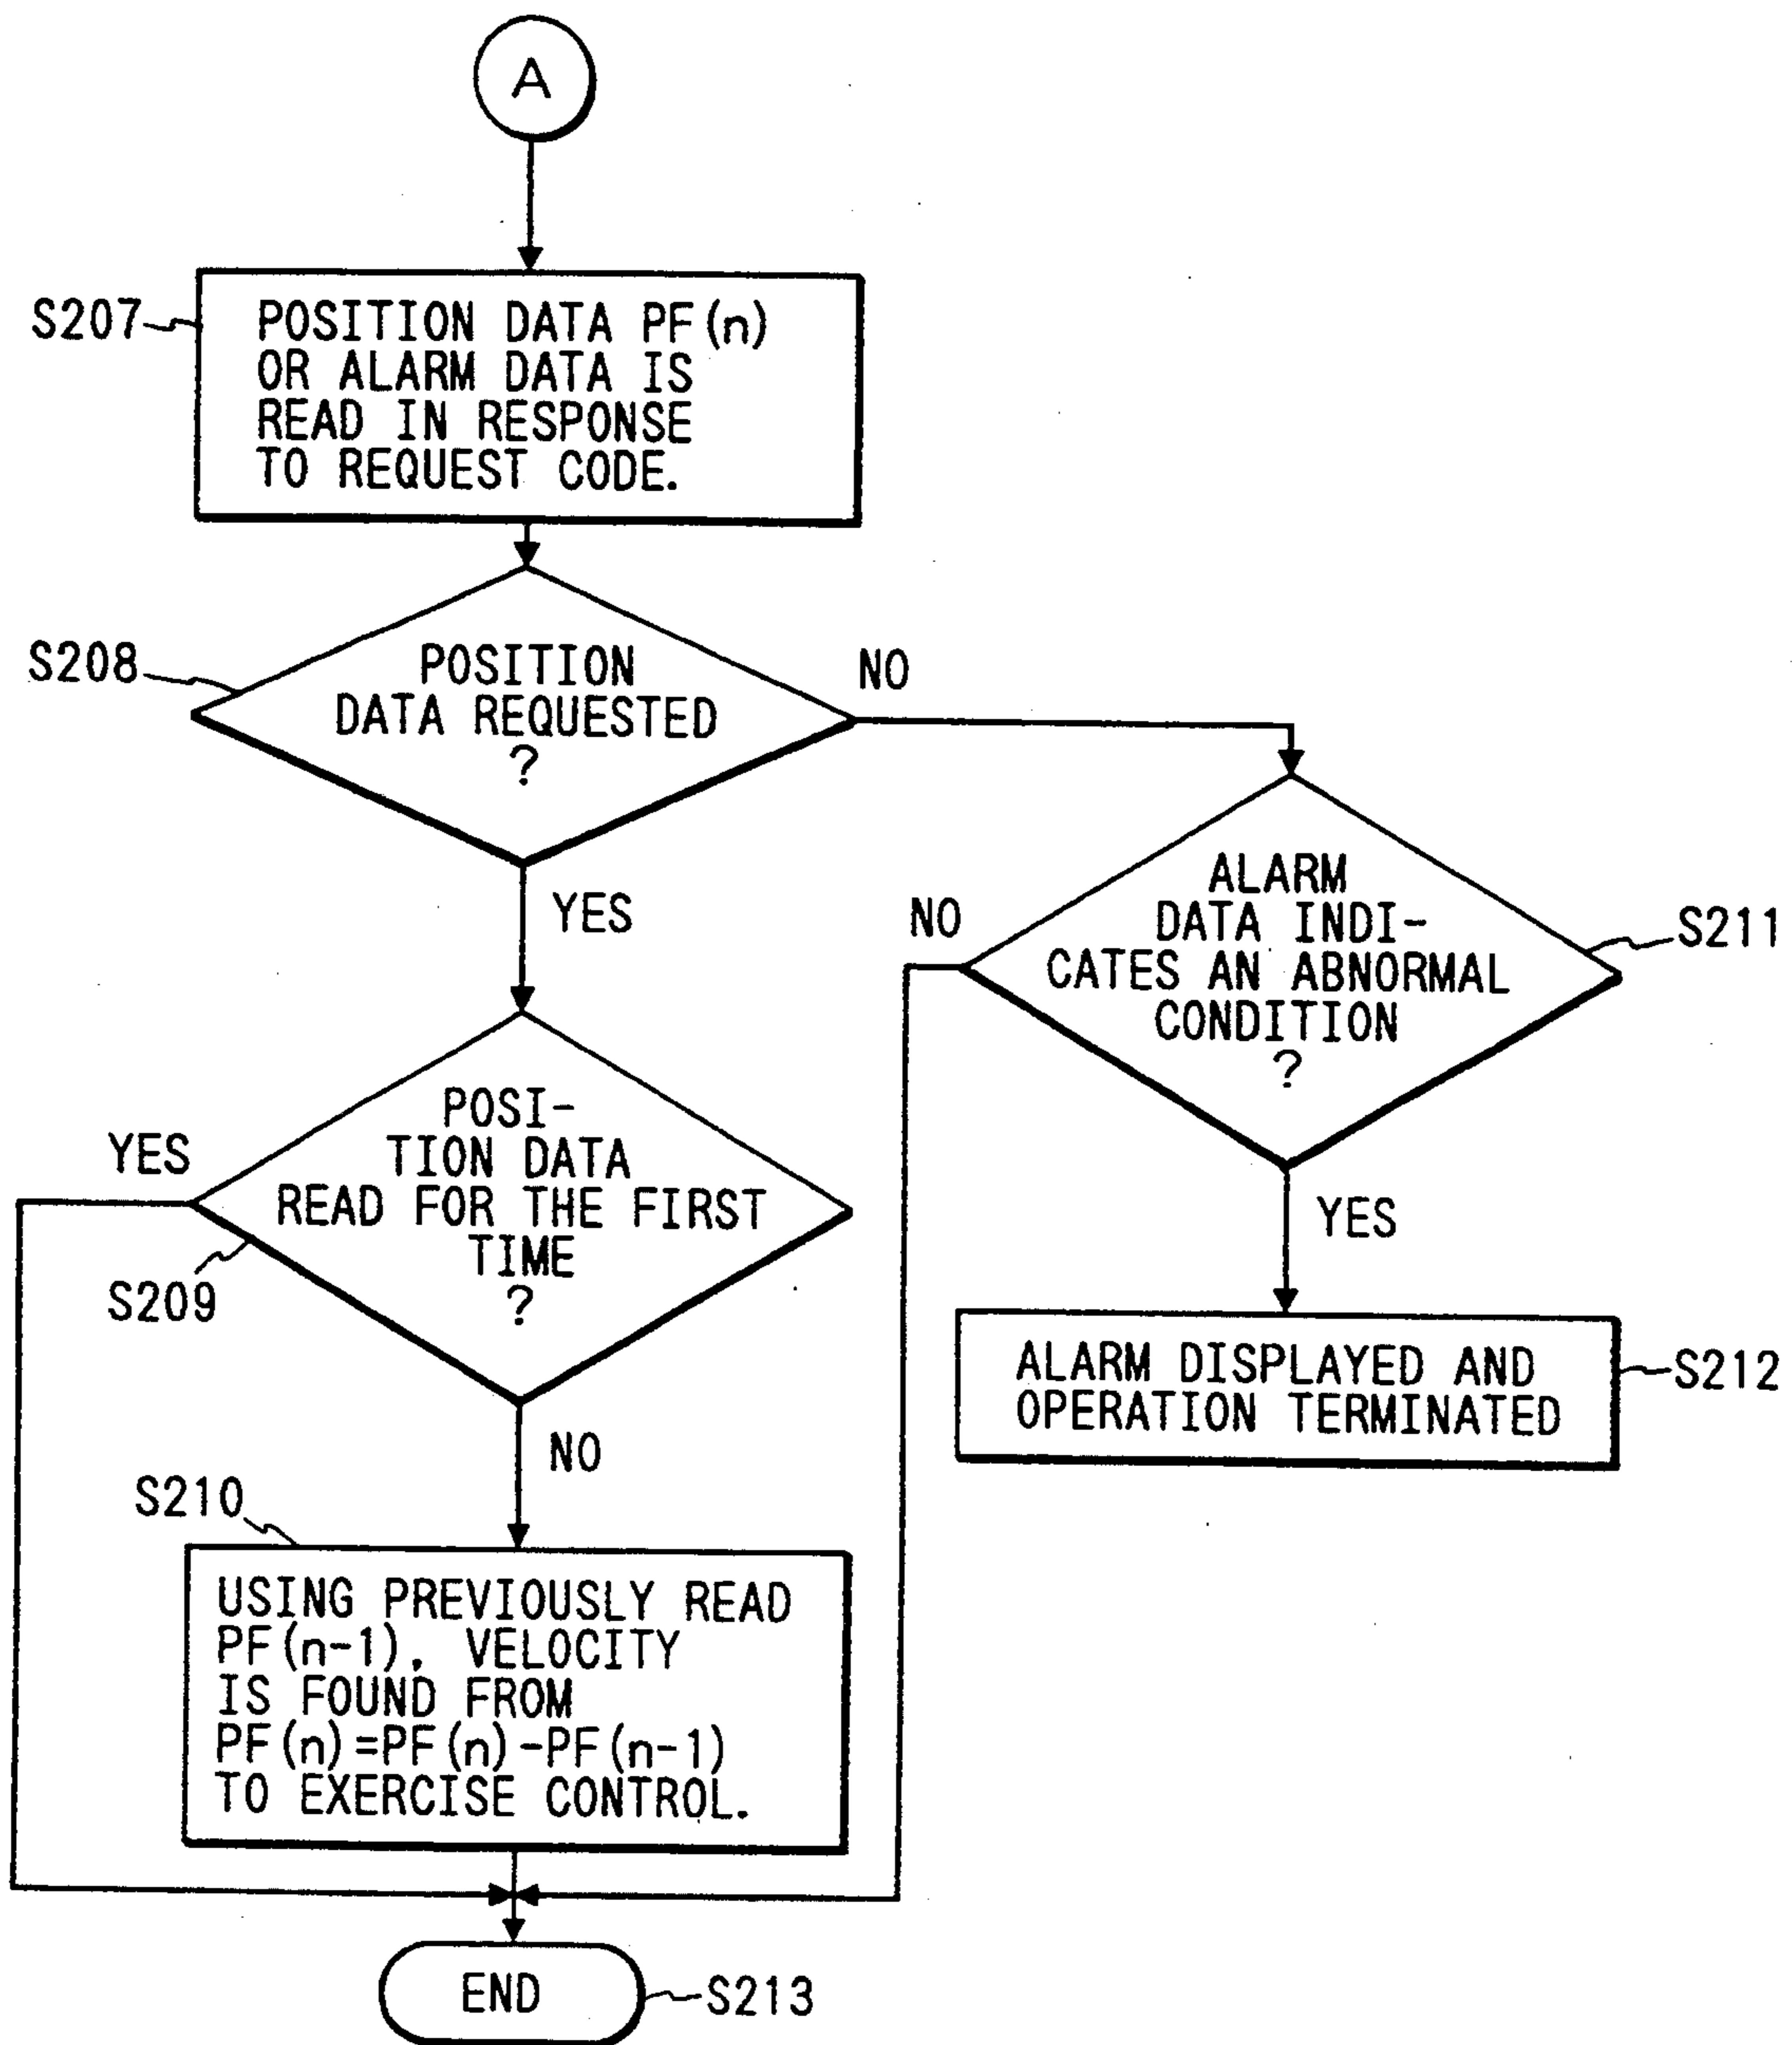 A
S207
POSITION DATA PF(n)
OR ALARM DATA IS
READ IN RESPONSE
TO REQUEST CODE.
S208
POSITION
DATA REQUESTED
?
NO
YES
ALARM
DATA INDI-
CATES AN ABNORMAL
CONDITION
?
NO
S211
YES
POSI-
TION DATA
READ FOR THE FIRST
TIME
?
YES
S209
NO
ALARM DISPLAYED AND
OPERATION TERMINATED
S212
S210
USING PREVIOUSLY READ
PF(n-1), VELOCITY
IS FOUND FROM
PF(n)=PF(n)-PF(n-1)
TO EXERCISE CONTROL.
END
S213